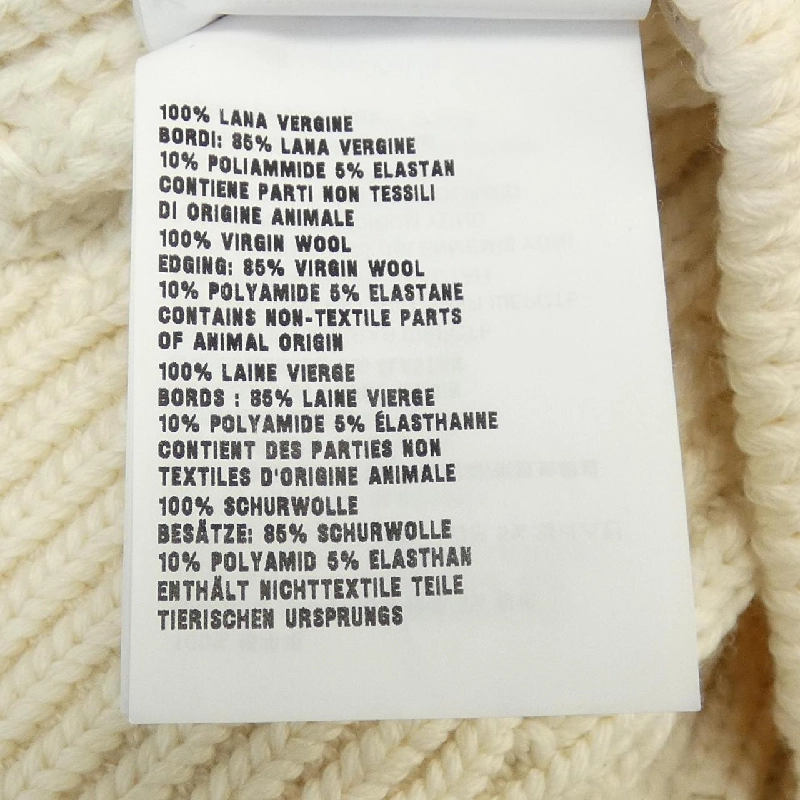 100% LANA VERGINE
BORDI: 85% LANA VERGINE
10% POLIAMMIDE 5% ELASTAN
CONTIENE PARTI NON TESSILI
DI ORIGINE ANIMALE
100% VIRGIN WOOL
EDGING: 85% VIRGIN WOOL
10% POLYAMIDE 5% ELASTANE
CONTAINS NON-TEXTILE PARTS
OF ANIMAL ORIGIN
100% LAINE VIERGE
BORDS : 85% LAINE VIERGE
10% POLYAMIDE 5% ÉLASTHANNE
CONTIENT DES PARTIES NON
TEXTILES D'ORIGINE ANIMALE
100% SCHURWOLLE
BESÄTZE: 85% SCHURWOLLE
10% POLYAMID 5% ELASTHAN
ENTHÄLT NICHTTEXTILE TEILE
TIERISCHEN URSPRUNGS